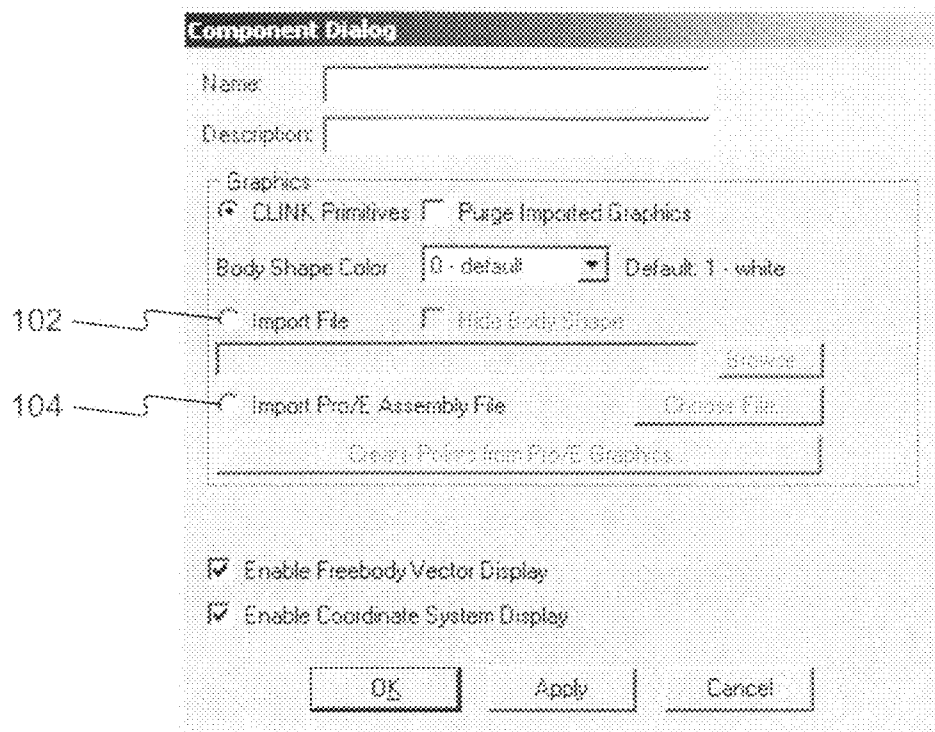 Component Dialog
Name:
Description:
Graphics
CLINK Primitives Purge Imported Graphics
Body Shape Color 0 - default Default: 1 - white
102 Import File Hide Body Shape
Browse...
104 Import Pro/E Assembly File Choose File...
Create Points from Pro/E Graphics...
Enable Freebody Vector Display
Enable Coordinate System Display
OK Apply Cancel